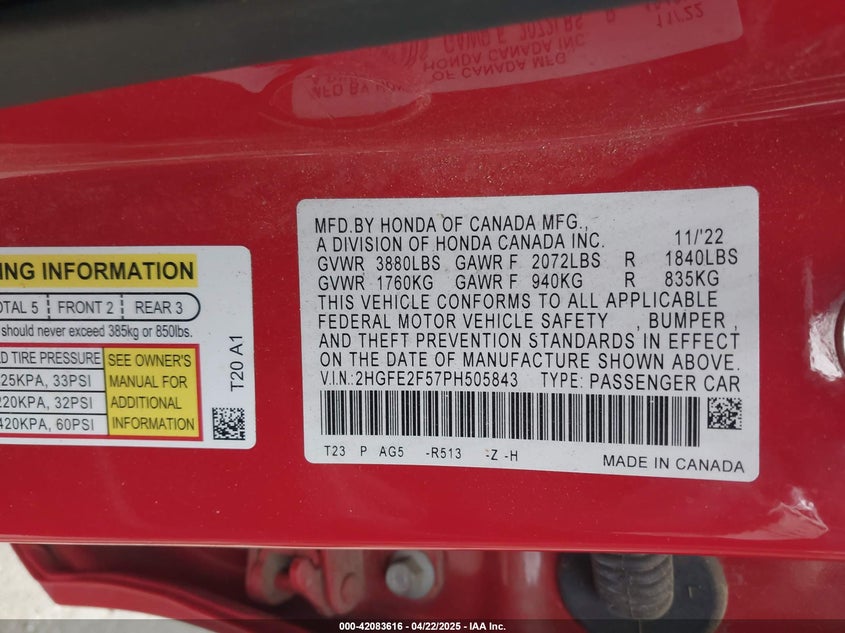 MFD.BY HONDA OF CANADA MFG.,
A DIVISION OF HONDA CANADA INC. 11/'22
GVWR 3880LBS GAWR F 2072LBS R 1840LBS
GVWR 1760KG GAWR F 940KG R 835KG
THIS VEHICLE CONFORMS TO ALL APPLICABLE
FEDERAL MOTOR VEHICLE SAFETY , BUMPER ,
AND THEFT PREVENTION STANDARDS IN EFFECT
ON THE DATE OF MANUFACTURE SHOWN ABOVE.
V.I.N.: 2HGFE2F57PH505843 TYPE: PASSENGER CAR
T23 P AG5 -R513 -Z -H
MADE IN CANADA
ING INFORMATION
OTAL 5 FRONT 2 REAR 3
should never exceed 385kg or 850lbs.
D TIRE PRESSURE
25KPA, 33PSI
220KPA, 32PSI
420KPA, 60PSI
SEE OWNER'S
MANUAL FOR
ADDITIONAL
INFORMATION
T20 A1
000-42083616 - 04/22/2025 - IAA Inc.